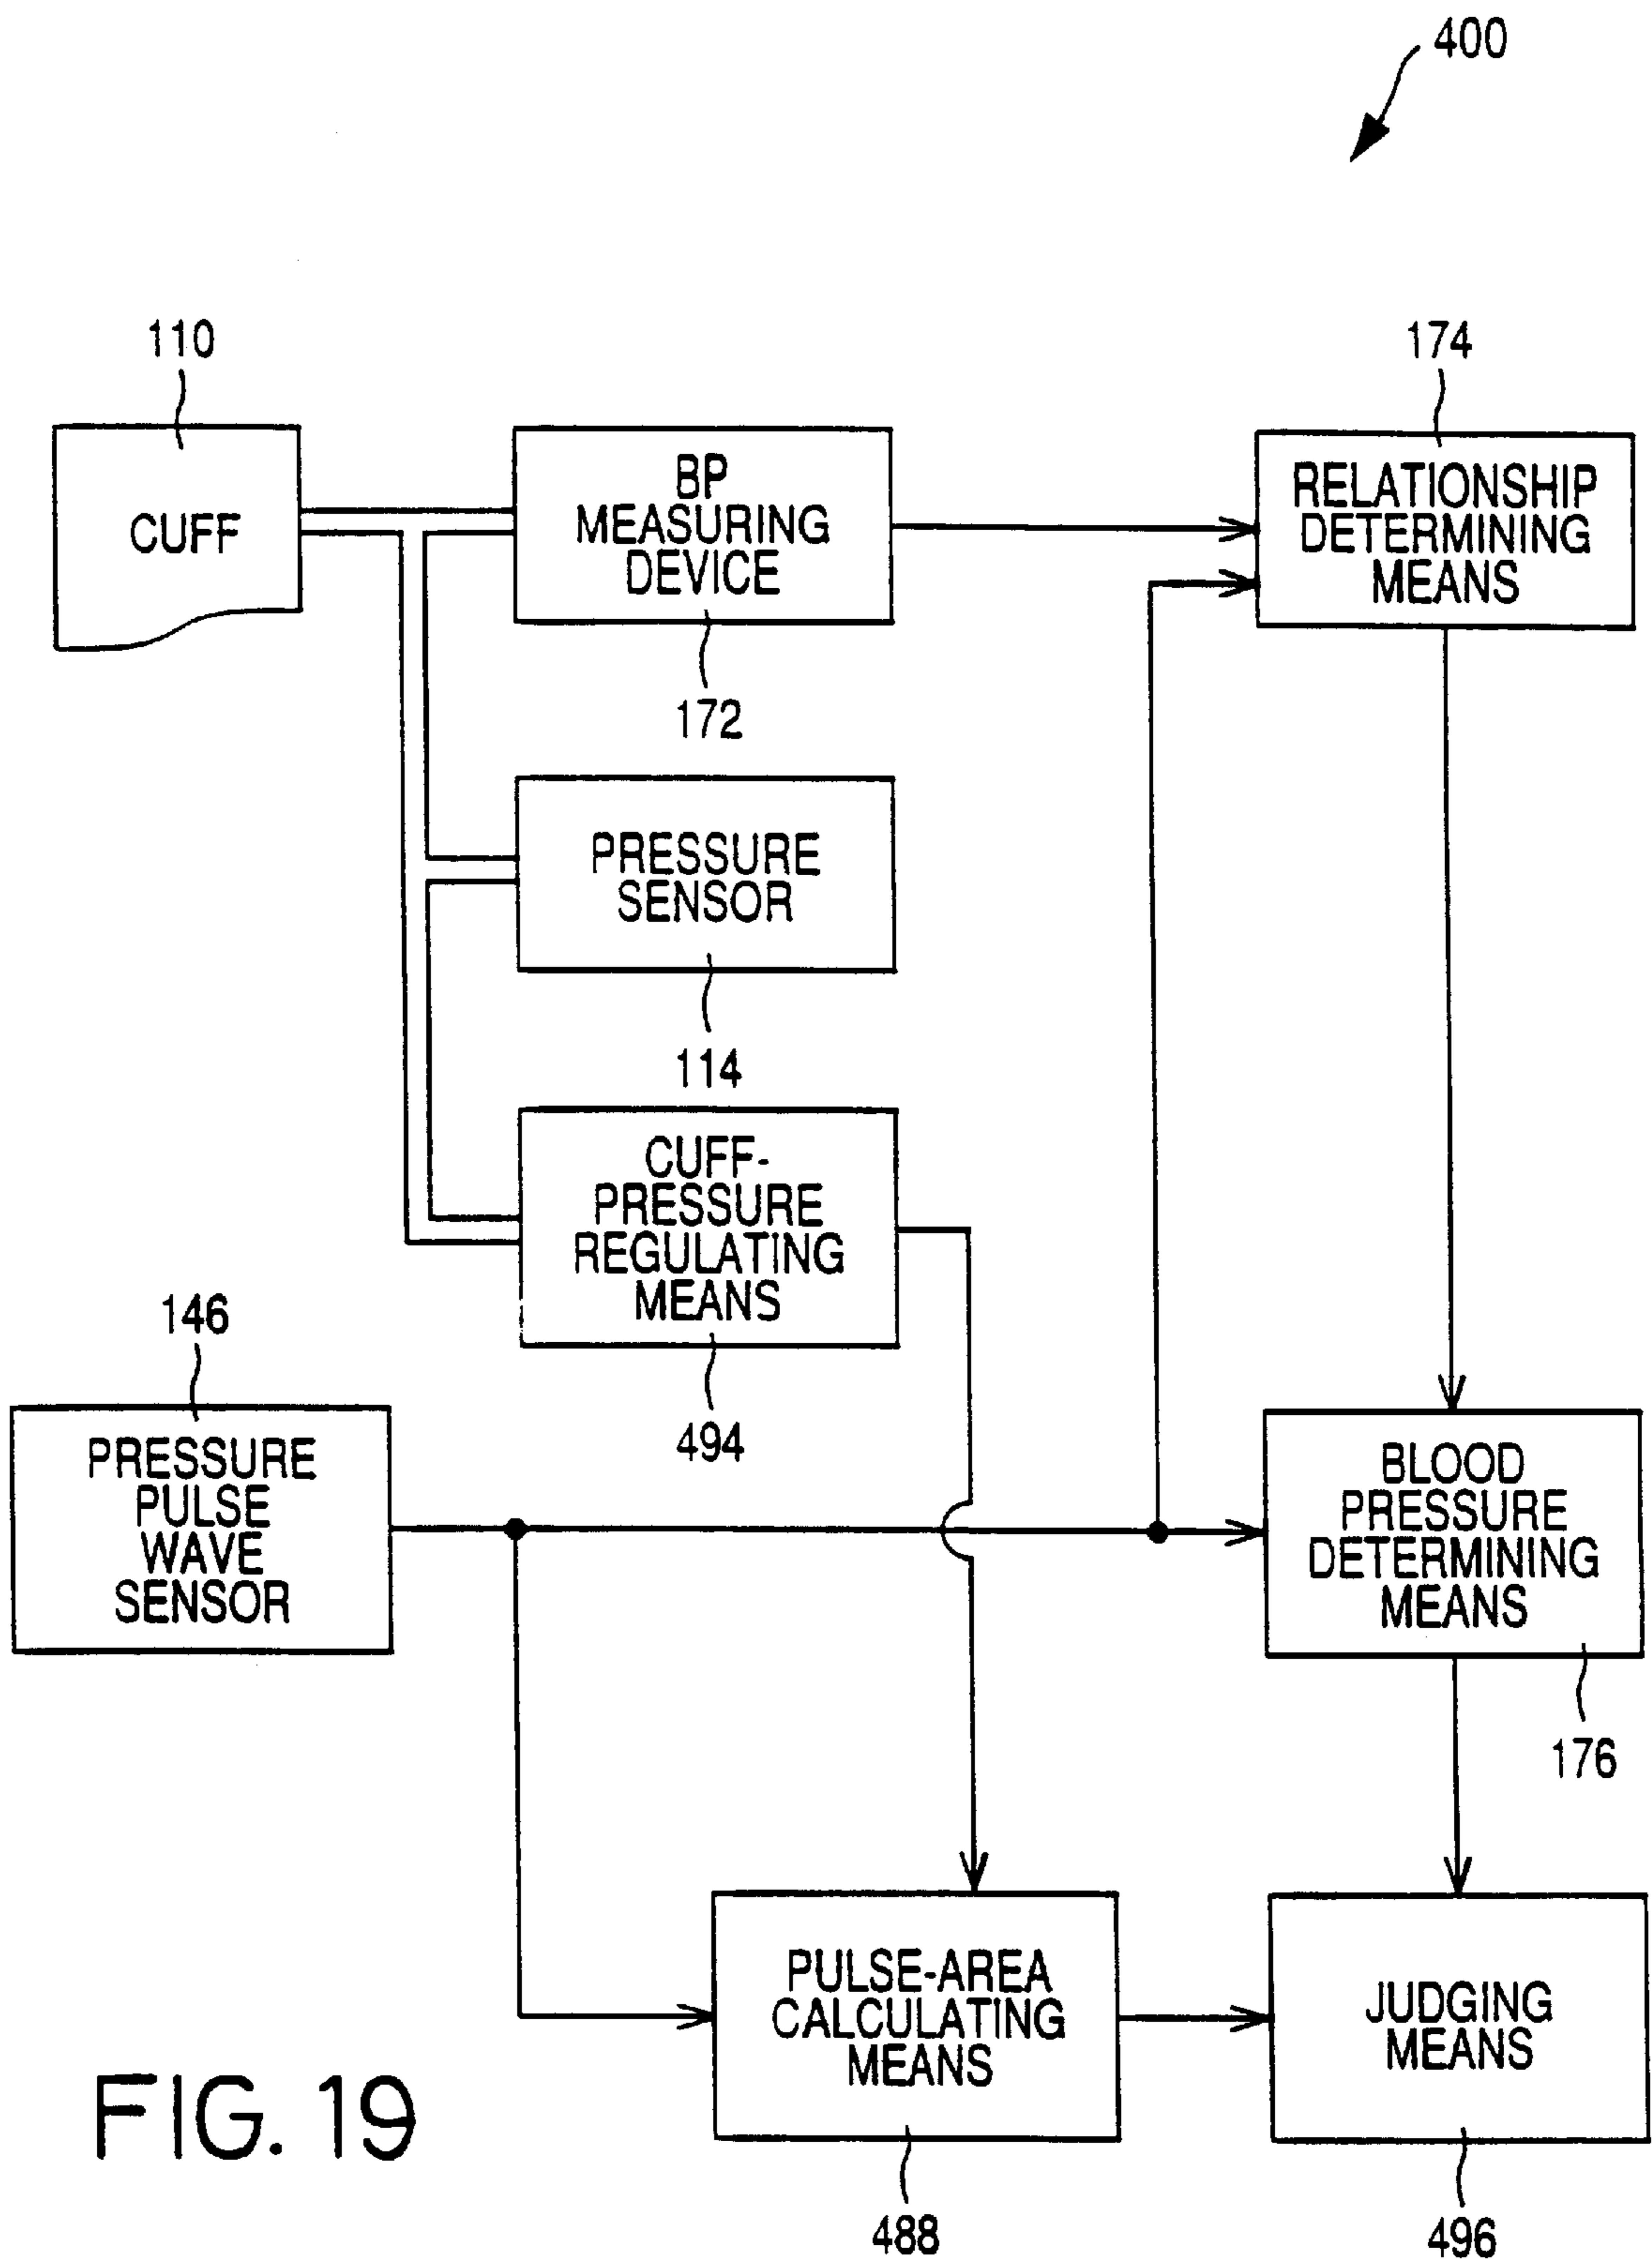 400
110
174
CUFF
BP
MEASURING
DEVICE
RELATIONSHIP
DETERMINING
MEANS
172
PRESSURE
SENSOR
114
CUFF-
PRESSURE
REGULATING
MEANS
494
146
PRESSURE
PULSE
WAVE
SENSOR
BLOOD
PRESSURE
DETERMINING
MEANS
176
PULSE-AREA
CALCULATING
MEANS
JUDGING
MEANS
488
496
FIG. 19